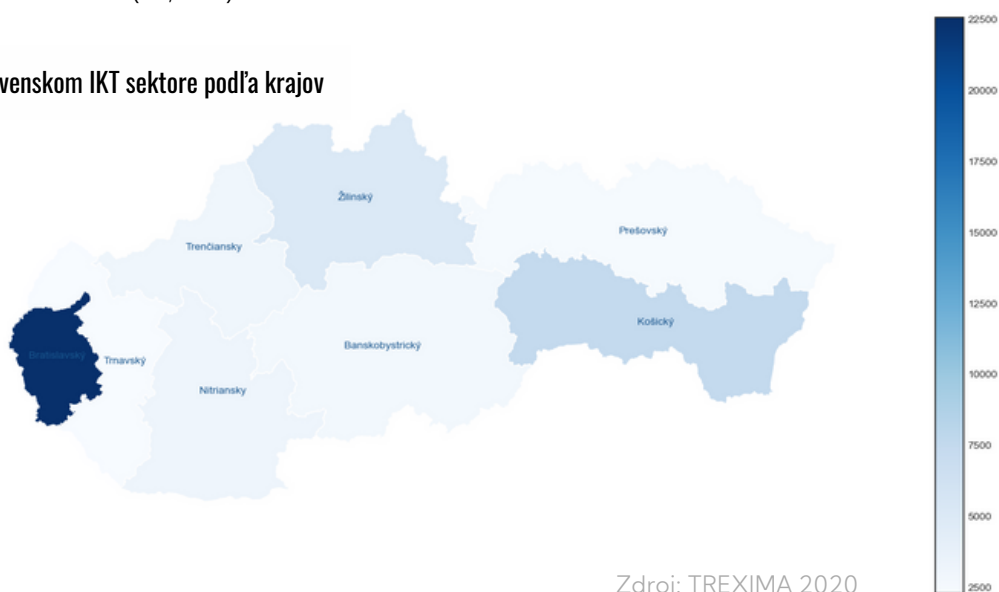 venskom IKT sektore podľa krajov
22500
20000
17500
15000
12500
10000
7500
5000
2500
Žilinský
Prešovský
Trenčiansky
Košický
Banskobystrický
Bratislavský
Trnavský
Nitriansky
Zdroj: TREXIMA 2020